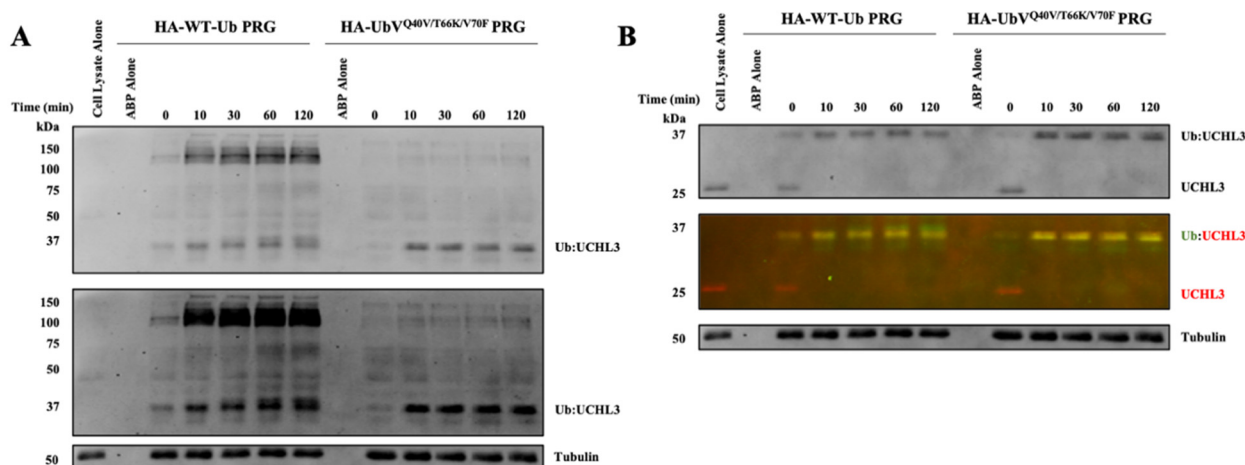 A
Cell Lysate Alone
HA-WT-Ub PRG
HA-UbV^Q40V/T66K/V70F PRG
ABP Alone
ABP Alone
Time (min) 0 10 30 60 120 0 10 30 60 120
kDa
150
100
75
50
37
Ub:UCHL3
150
100
75
50
37
Ub:UCHL3
50
Tubulin
B
Cell Lysate Alone
HA-WT-Ub PRG
HA-UbV^Q40V/T66K/V70F PRG
ABP Alone
ABP Alone
Time (min) 0 10 30 60 120 0 10 30 60 120
kDa
37
Ub:UCHL3
25
UCHL3
37
Ub:UCHL3
25
UCHL3
50
Tubulin